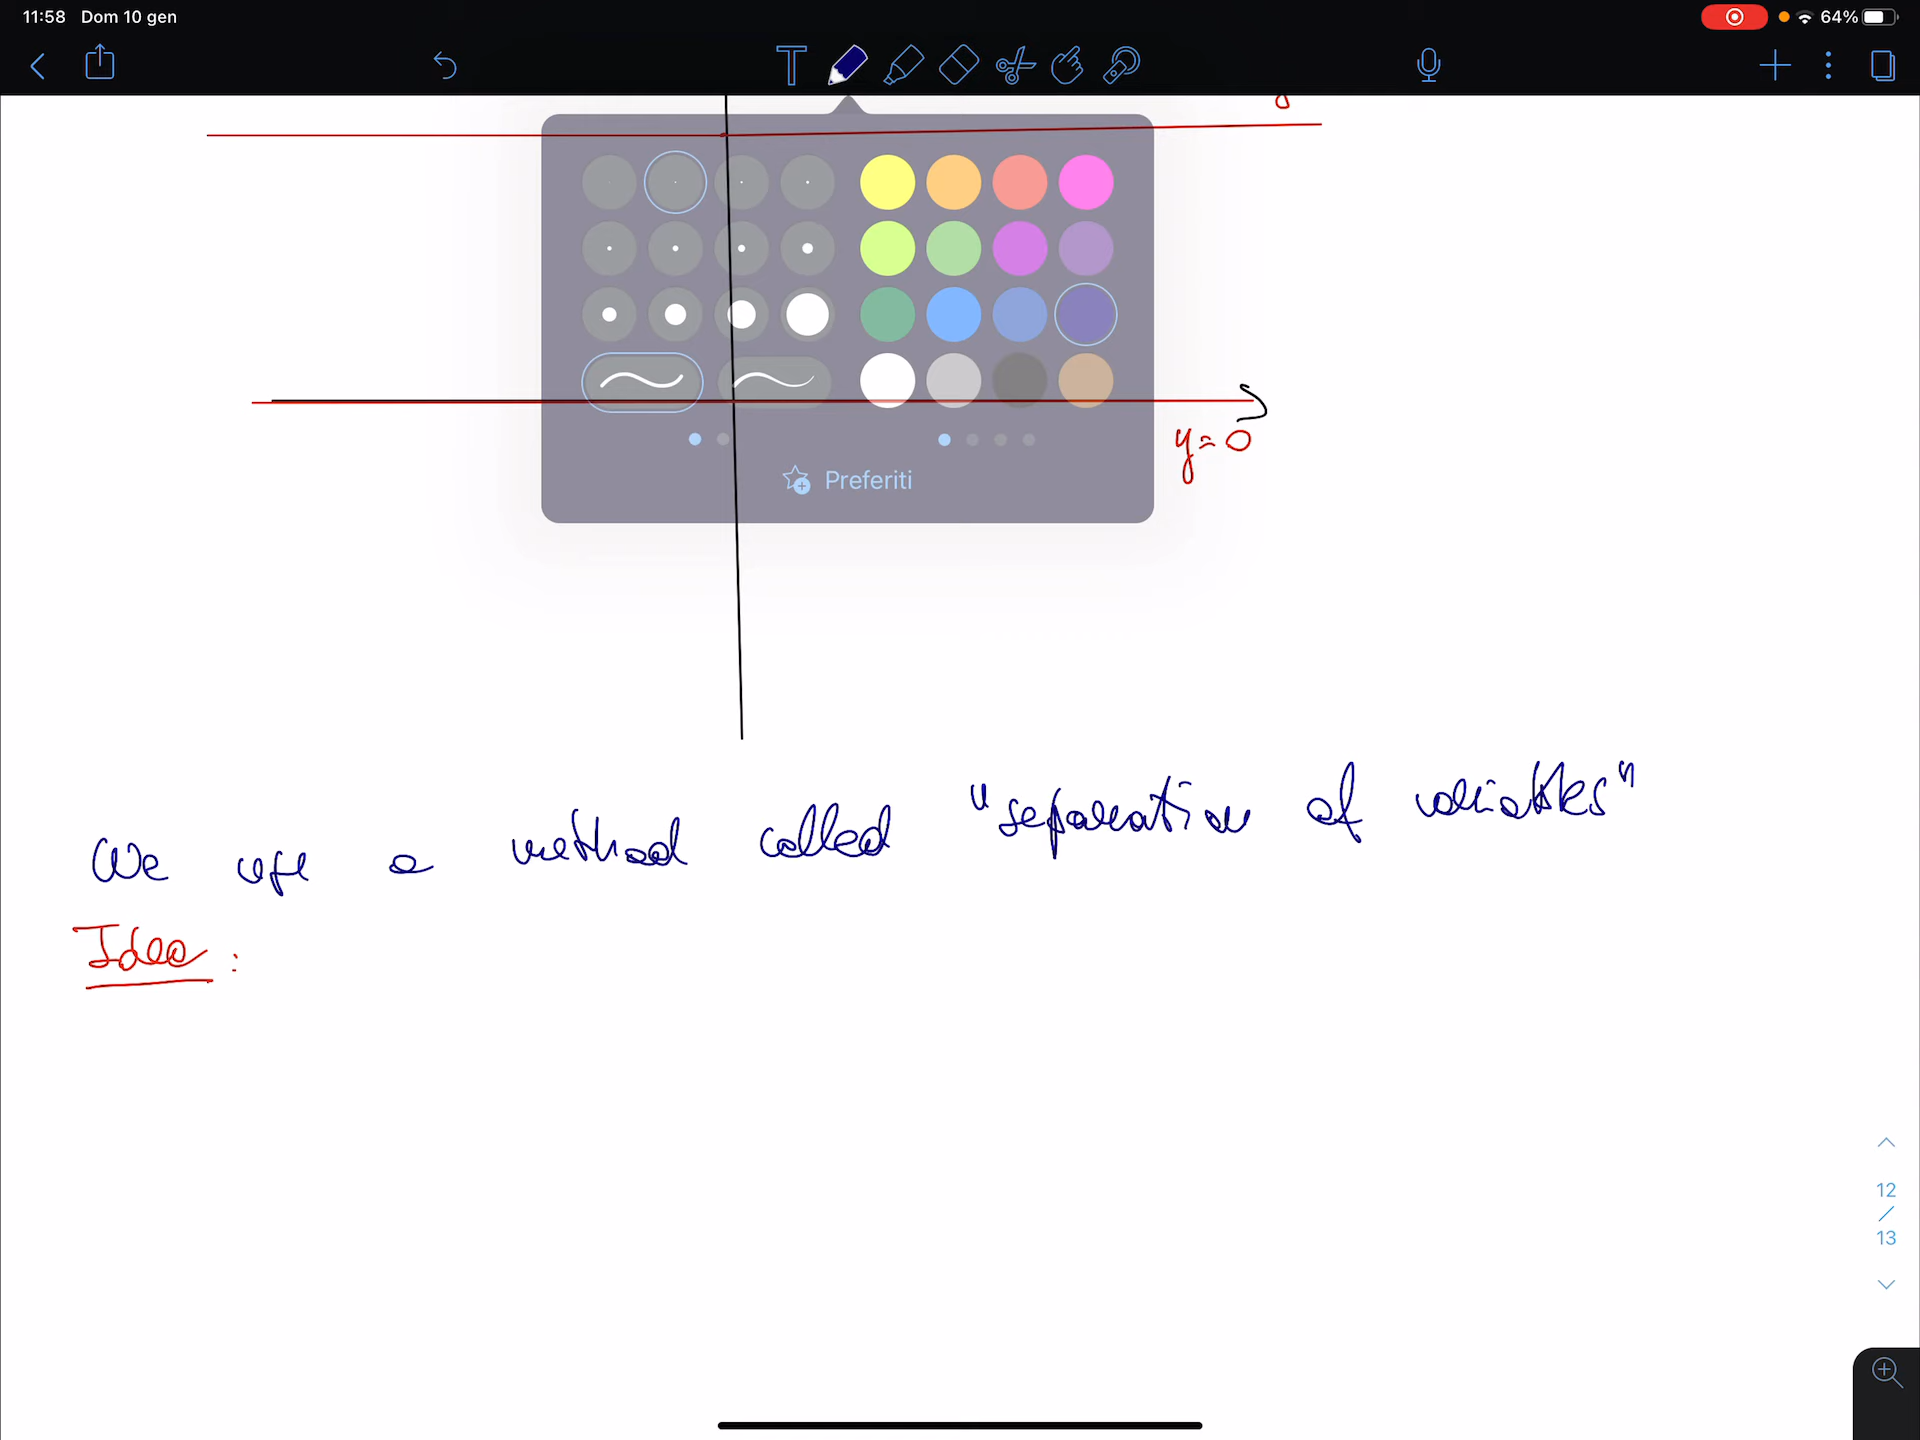 11:58 Dom 10 gen 64%
T
Preferiti
y=0
We use a method called "separation of variables"
Idea:
12
/
13